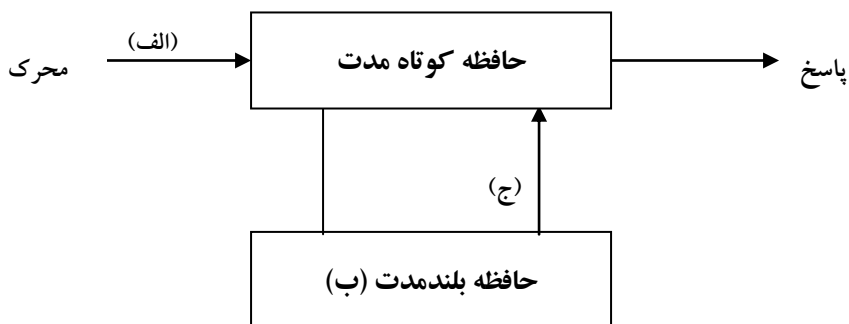 (الف)
محرک
حافظه کوتاه مدت
پاسخ
(ج)
حافظه بلندمدت (ب)